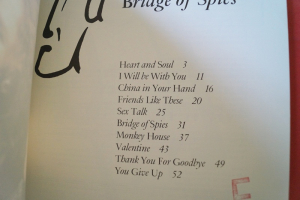 Bridge of Spies
Heart and Soul 3
I Will be With You 11
China in Your Hand 16
Friends Like These 20
Sex Talk 25
Bridge of Spies 31
Monkey House 37
Valentine 43
Thank You For Goodbye 49
You Give Up 52